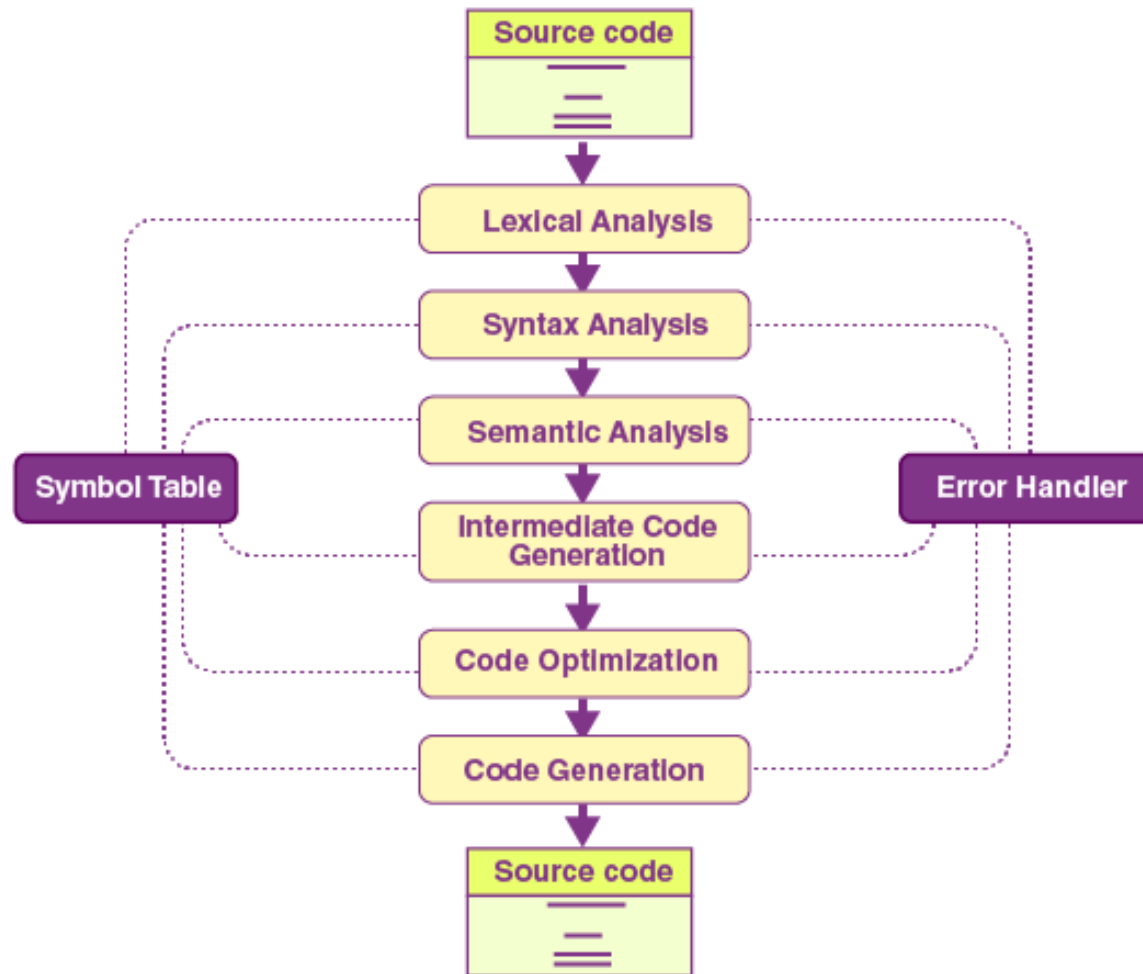 Source code
Lexical Analysis
Syntax Analysis
Semantic Analysis
Symbol Table
Error Handler
Intermediate Code
Generation
Code Optimization
Code Generation
Source code